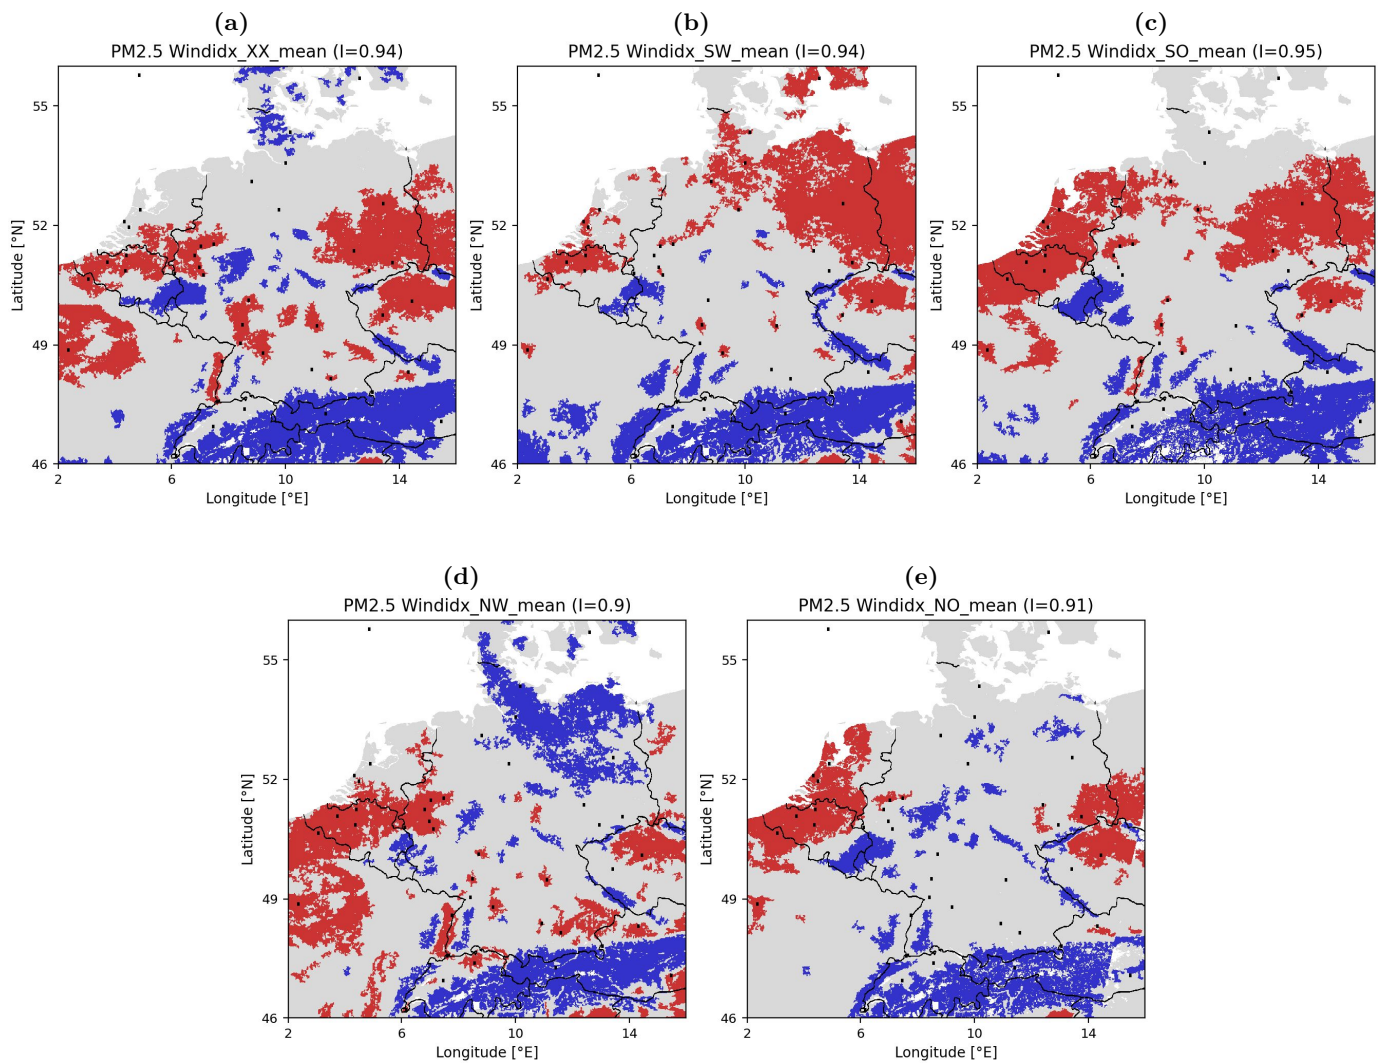 (a)
PM2.5 Windidx_XX_mean (I=0.94)
55
52
49
46
Latitude [°N]
2
6
10
14
Longitude [°E]
(b)
PM2.5 Windidx_SW_mean (I=0.94)
55
52
49
46
Latitude [°N]
2
6
10
14
Longitude [°E]
(c)
PM2.5 Windidx_SO_mean (I=0.95)
55
52
49
46
Latitude [°N]
2
6
10
14
Longitude [°E]
(d)
PM2.5 Windidx_NW_mean (I=0.9)
55
52
49
46
Latitude [°N]
2
6
10
14
Longitude [°E]
(e)
PM2.5 Windidx_NO_mean (I=0.91)
55
52
49
46
Latitude [°N]
2
6
10
14
Longitude [°E]